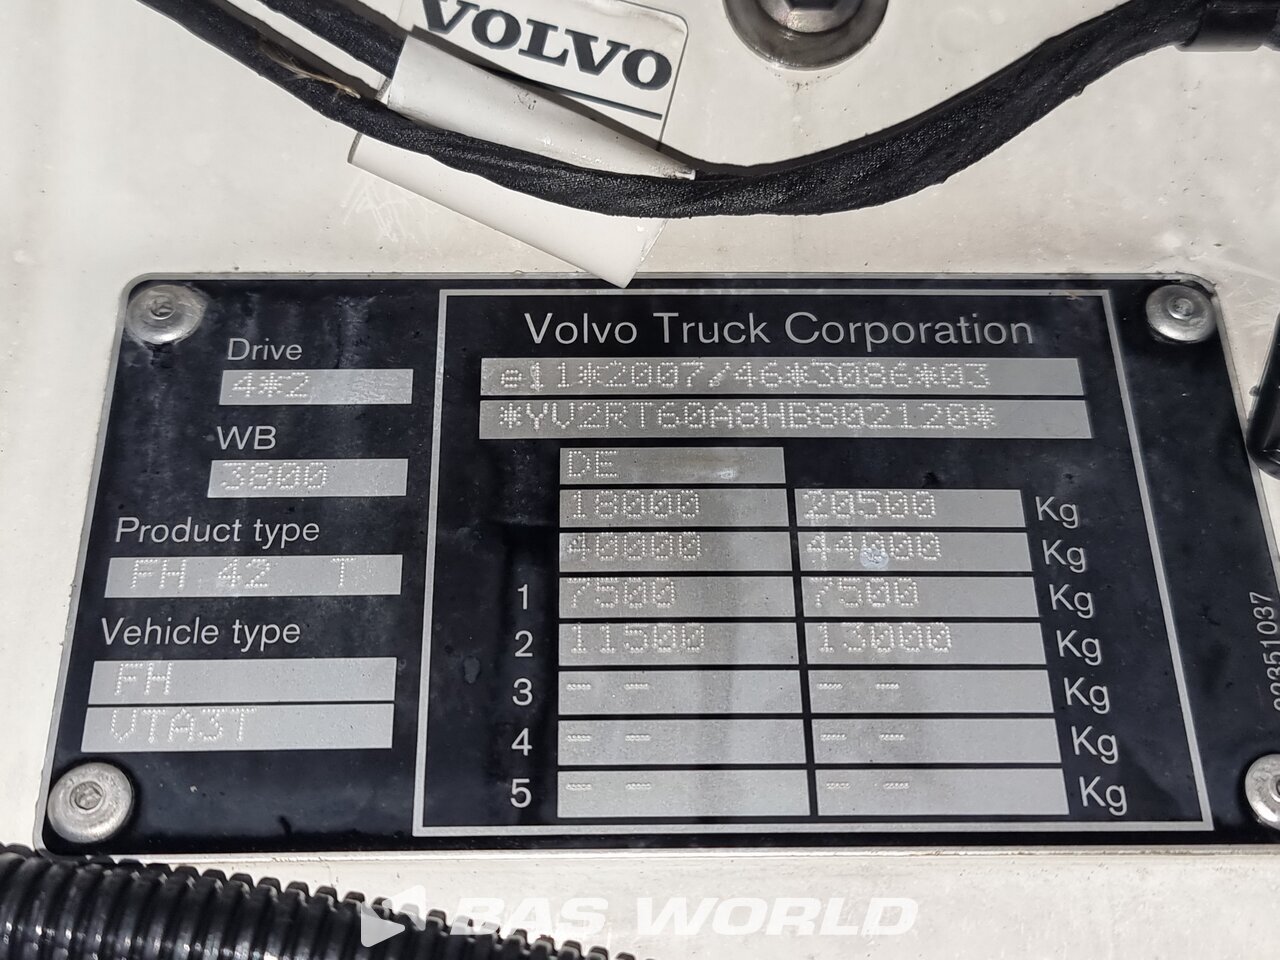 VOLVO
Volvo Truck Corporation
Drive
4*2
WB
3800
Product type
FH 42 T
Vehicle type
FH
VTA3T
e11*2007/46*3086*03
*YV2RT60A8HB802120*
DE
18000 20500 Kg
40000 44000 Kg
1 7500 7500 Kg
2 11500 13000 Kg
3 -- -- -- -- Kg
4 -- -- -- -- Kg
5 -- -- -- -- Kg
BAS WORLD